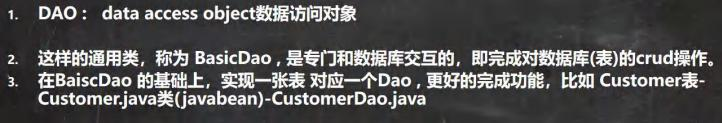 1. DAO： data access object数据访问对象
2. 这样的通用类，称为 BasicDao , 是专门和数据库交互的，即完成对数据库(表)的crud操作。
3. 在BaiscDao 的基础上，实现一张表 对应一个Dao , 更好的完成功能，比如 Customer表-
Customer.java类(javabean)-CustomerDao.java